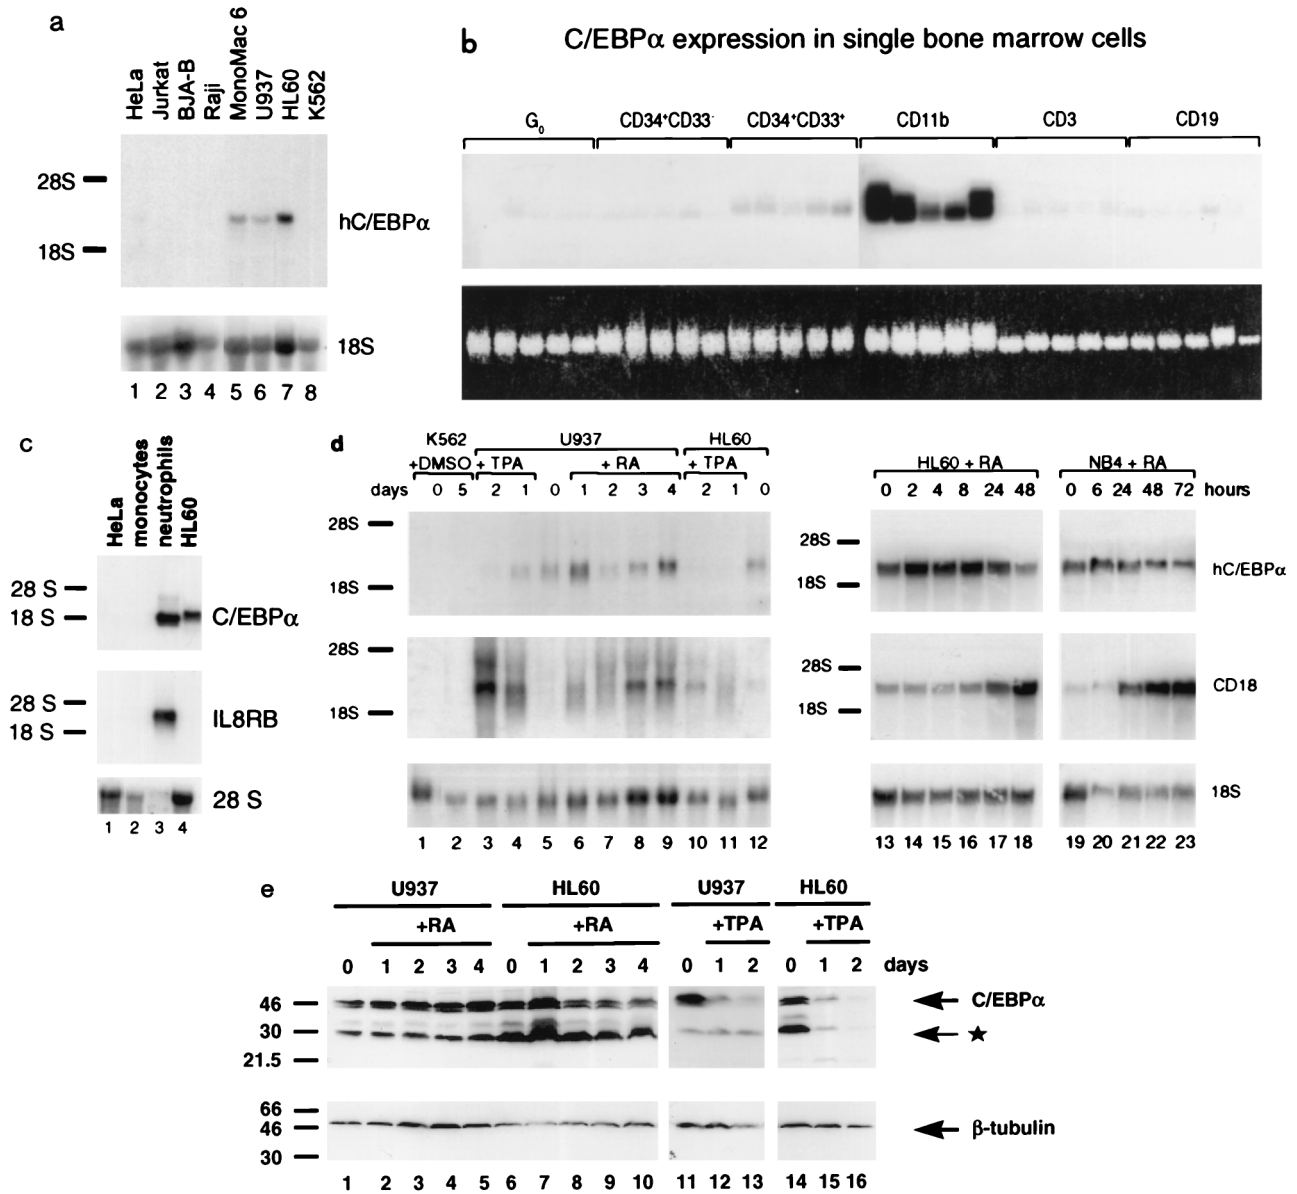 a
HeLa
Jurkat
BJA-B
Raji
MonoMac 6
U937
HL60
K562
28S
18S
hC/EBPα
18S
1 2 3 4 5 6 7 8
b
C/EBPα expression in single bone marrow cells
G0 CD34+CD33- CD34+CD33+ CD11b CD3 CD19
c
HeLa
monocytes
neutrophils
HL60
28 S
18 S
C/EBPα
28 S
18 S
IL8RB
28 S
1 2 3 4
d
K562 U937 HL60
+DMSO + TPA + RA + TPA
days 0 5 2 1 0 1 2 3 4 2 1 0
28S
18S
28S
18S
1 2 3 4 5 6 7 8 9 10 11 12
HL60 + RA NB4 + RA
0 2 4 8 24 48 0 6 24 48 72 hours
28S
18S
hC/EBPα
28S
18S
CD18
18S
13 14 15 16 17 18 19 20 21 22 23
e
U937 HL60 U937 HL60
+RA +RA +TPA +TPA
0 1 2 3 4 0 1 2 3 4 0 1 2 0 1 2 days
46
30
21.5
C/EBPα
★
66
46
30
β-tubulin
1 2 3 4 5 6 7 8 9 10 11 12 13 14 15 16